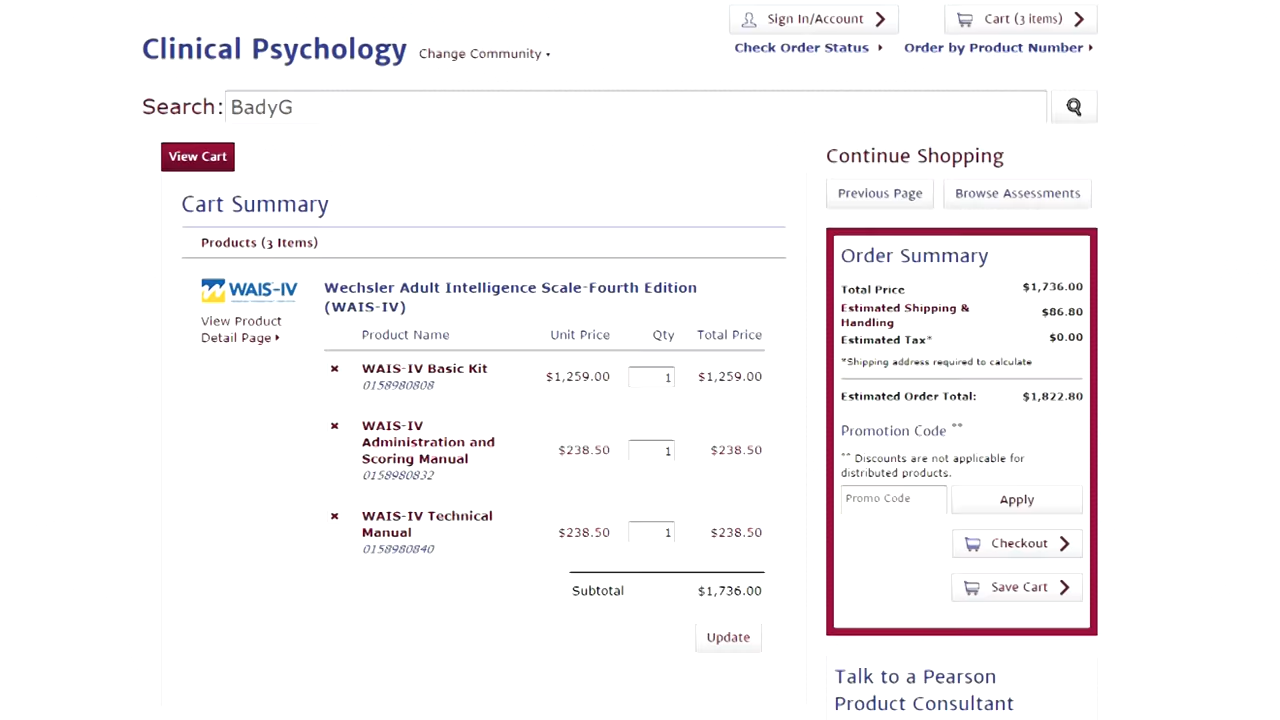 Sign In/Account
Cart (3 items)
Clinical Psychology
Change Community
Check Order Status
Order by Product Number
Search: BadyG
View Cart
Continue Shopping
Previous Page
Browse Assessments
Cart Summary
Products (3 Items)
WAIS-IV
View Product
Detail Page
Wechsler Adult Intelligence Scale-Fourth Edition
(WAIS-IV)
Product Name Unit Price Qty Total Price
WAIS-IV Basic Kit
0158980808
$1,259.00 1 $1,259.00
WAIS-IV
Administration and
Scoring Manual
0158980832
$238.50 1 $238.50
WAIS-IV Technical
Manual
0158980840
$238.50 1 $238.50
Subtotal $1,736.00
Update
Order Summary
Total Price $1,736.00
Estimated Shipping &
Handling
$86.80
Estimated Tax* $0.00
*Shipping address required to calculate
Estimated Order Total: $1,822.80
Promotion Code **
** Discounts are not applicable for
distributed products.
Promo Code
Apply
Checkout
Save Cart
Talk to a Pearson
Product Consultant